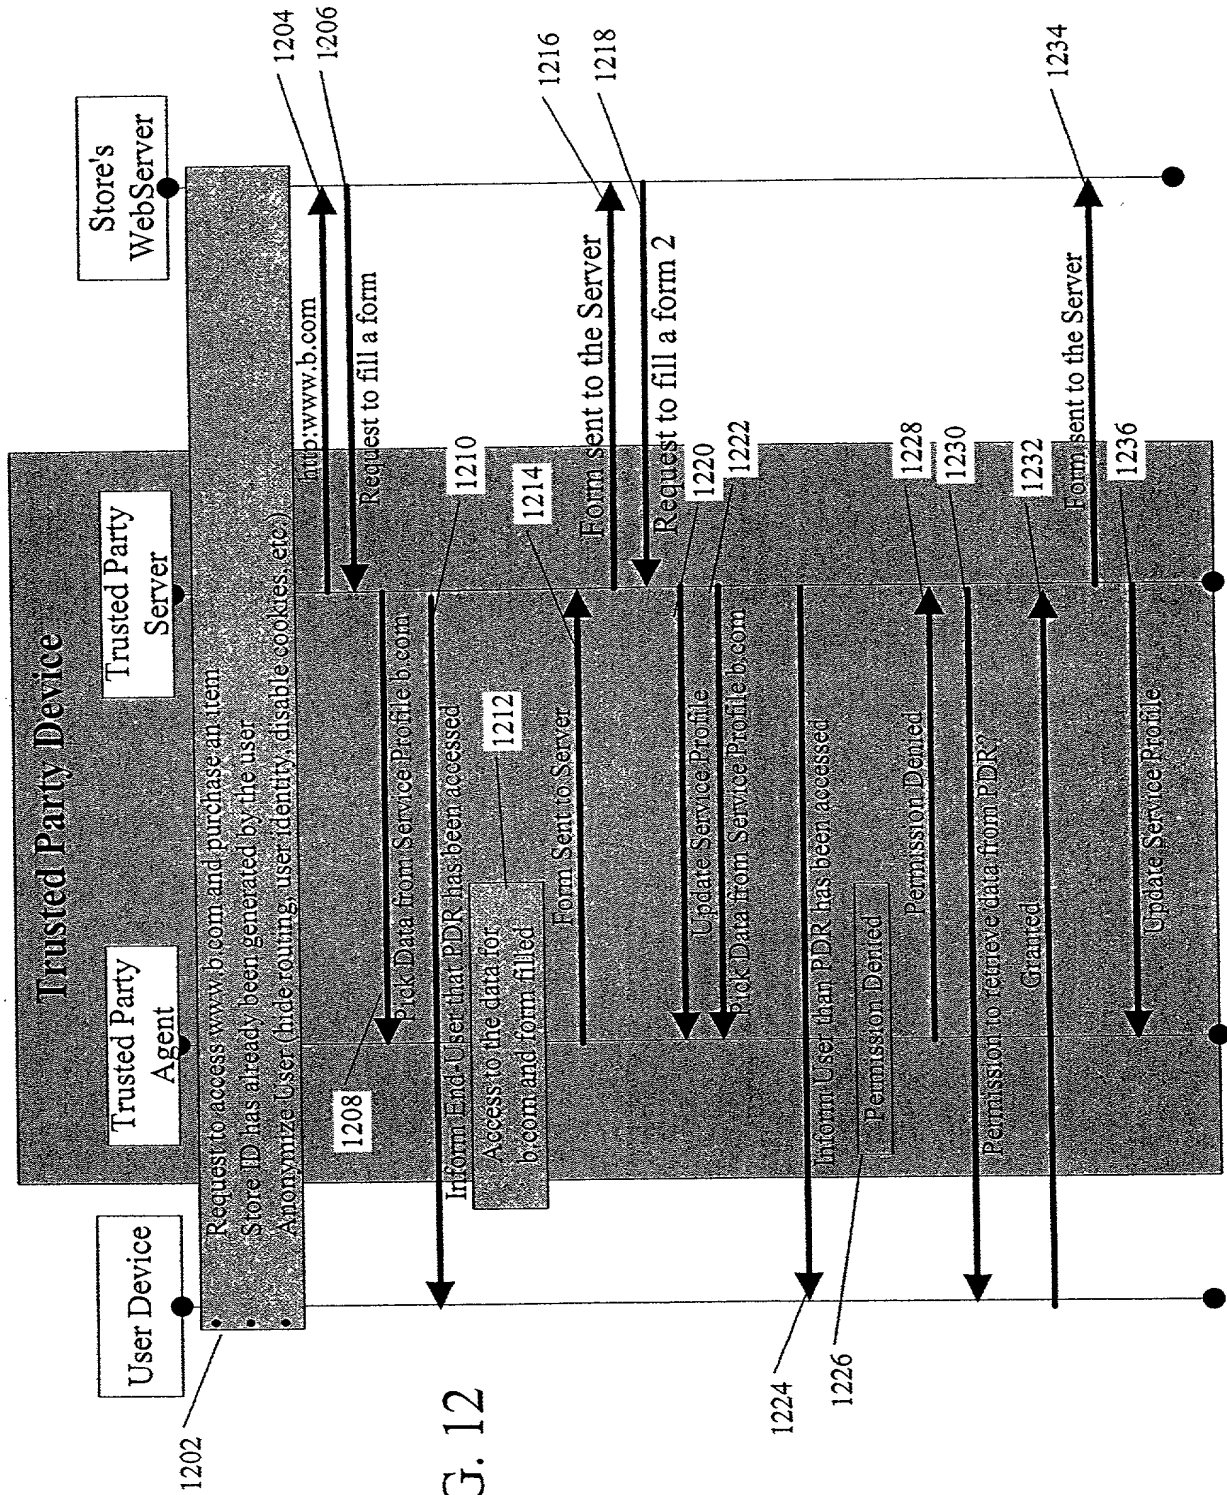 Trusted Party Device
User Device
Trusted Party
Agent
Trusted Party
Server
Store's
WebServer
1202
Request to access www.b.com and purchase an item
Store ID has already been generated by the user
Anonymize User (hide routing, user identity, disable cookies, etc.)
1204
http:www.b.com
1206
Request to fill a form
1208
Pick Data from Service Profile b.com
1210
Inform End-User that PDR has been accessed
1212
Access to the data for
b.com and form filled
1214
Form Sent to Server
1216
Form sent to the Server
1218
Request to fill a form 2
1220
Update Service Profile
1222
Pick Data from Service Profile b.com
1224
Inform User than PDR has been accessed
1226
Permission Denied
1228
Permission Denied
1230
Permission to retrieve data from PDR?
1232
Granted
1234
Form sent to the Server
1236
Update Service Profile
G. 12